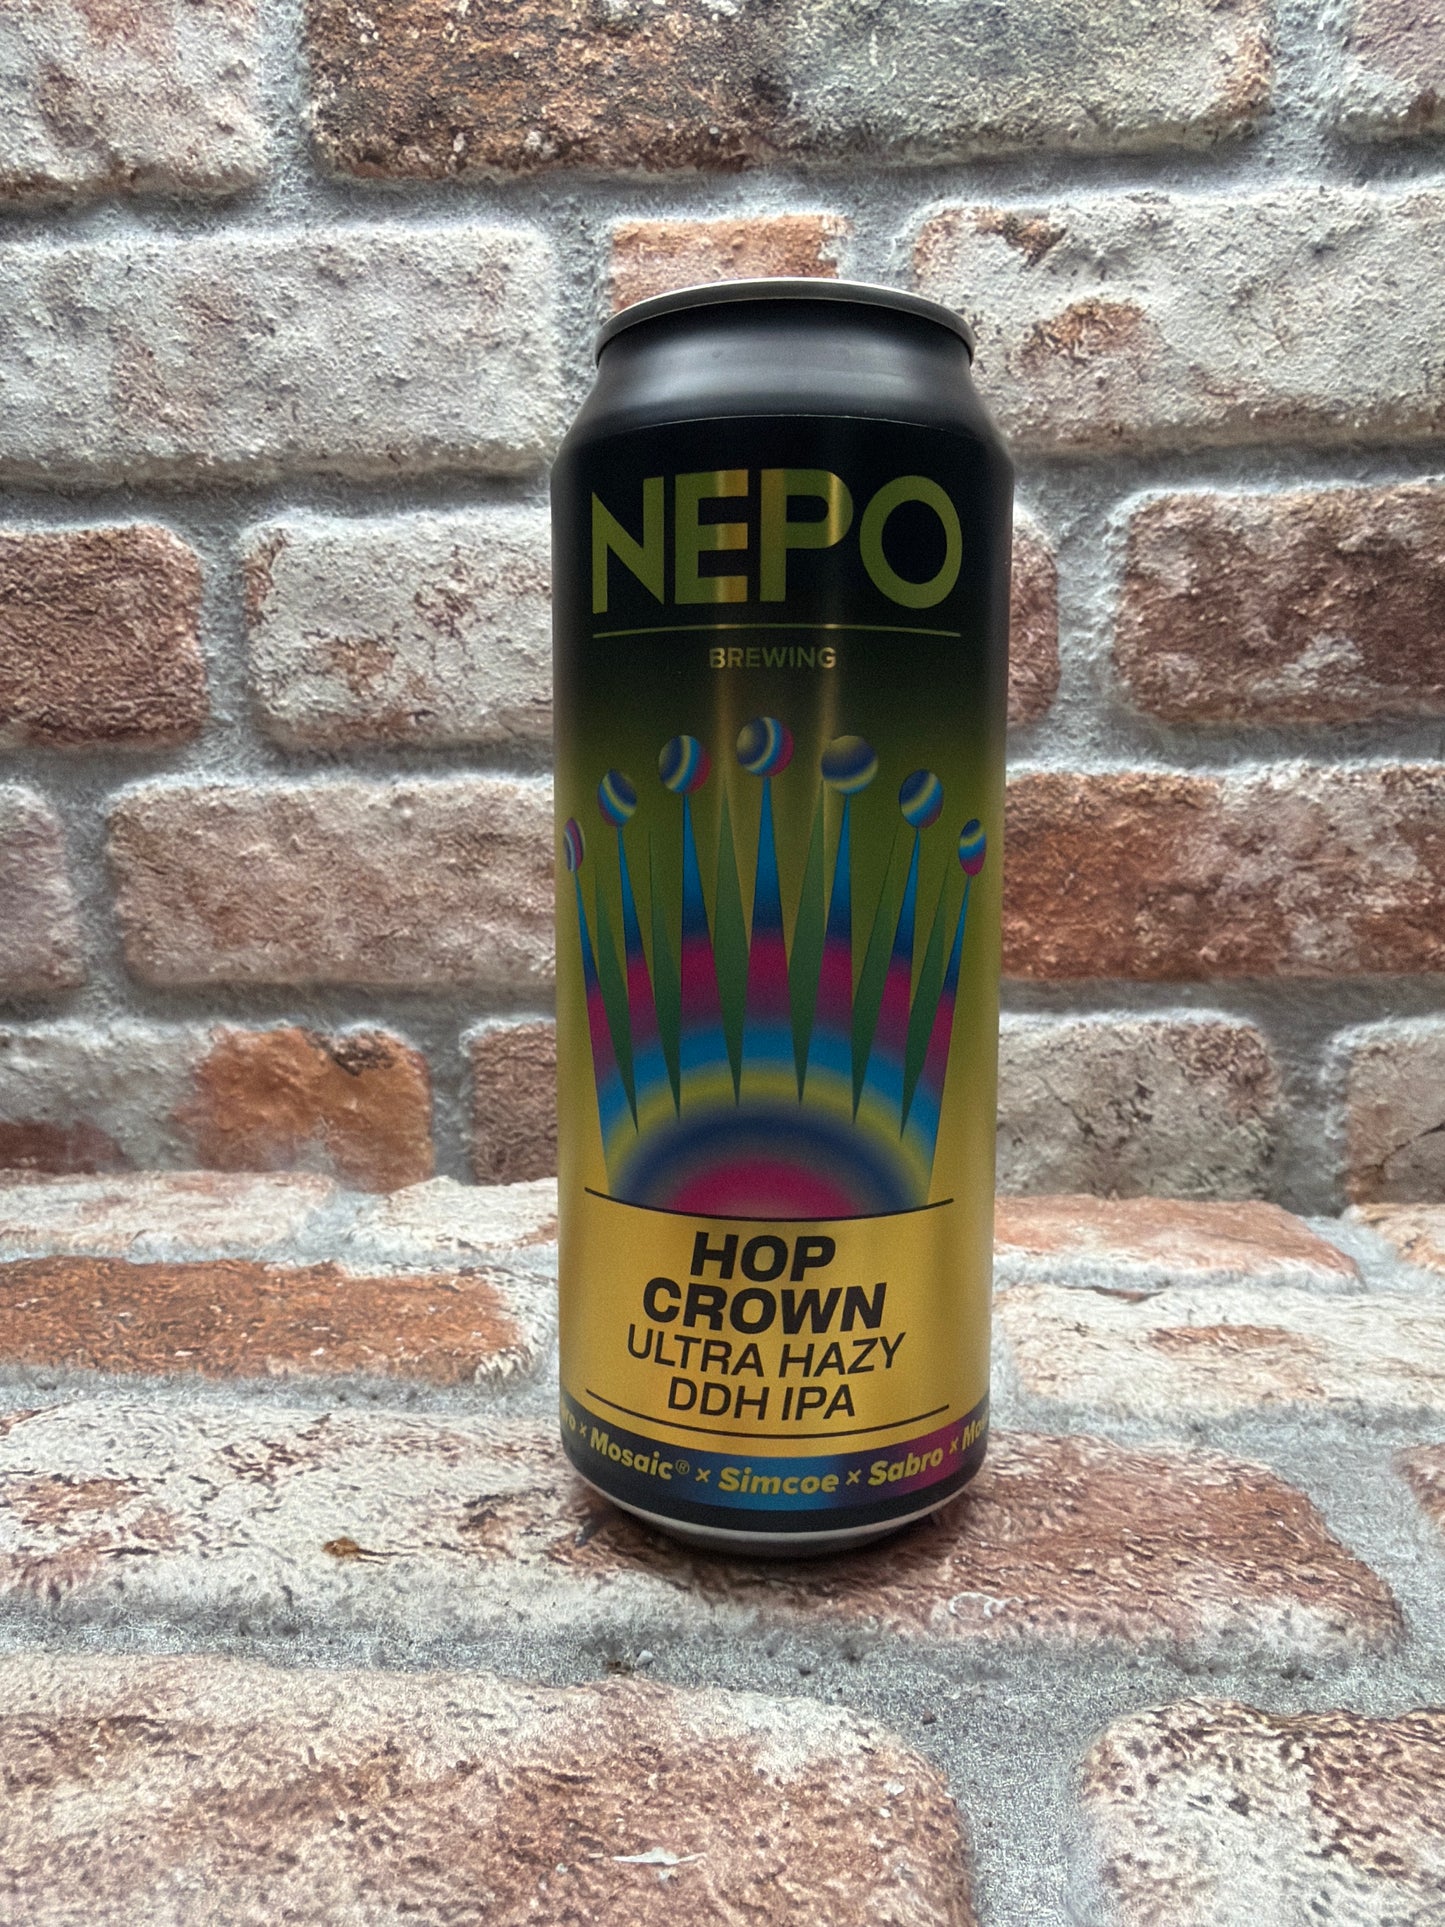 NEPO
BREWING
HOP
CROWN
ULTRA HAZY
DDH IPA
× Mosaic® × Simcoe × Sabro ×